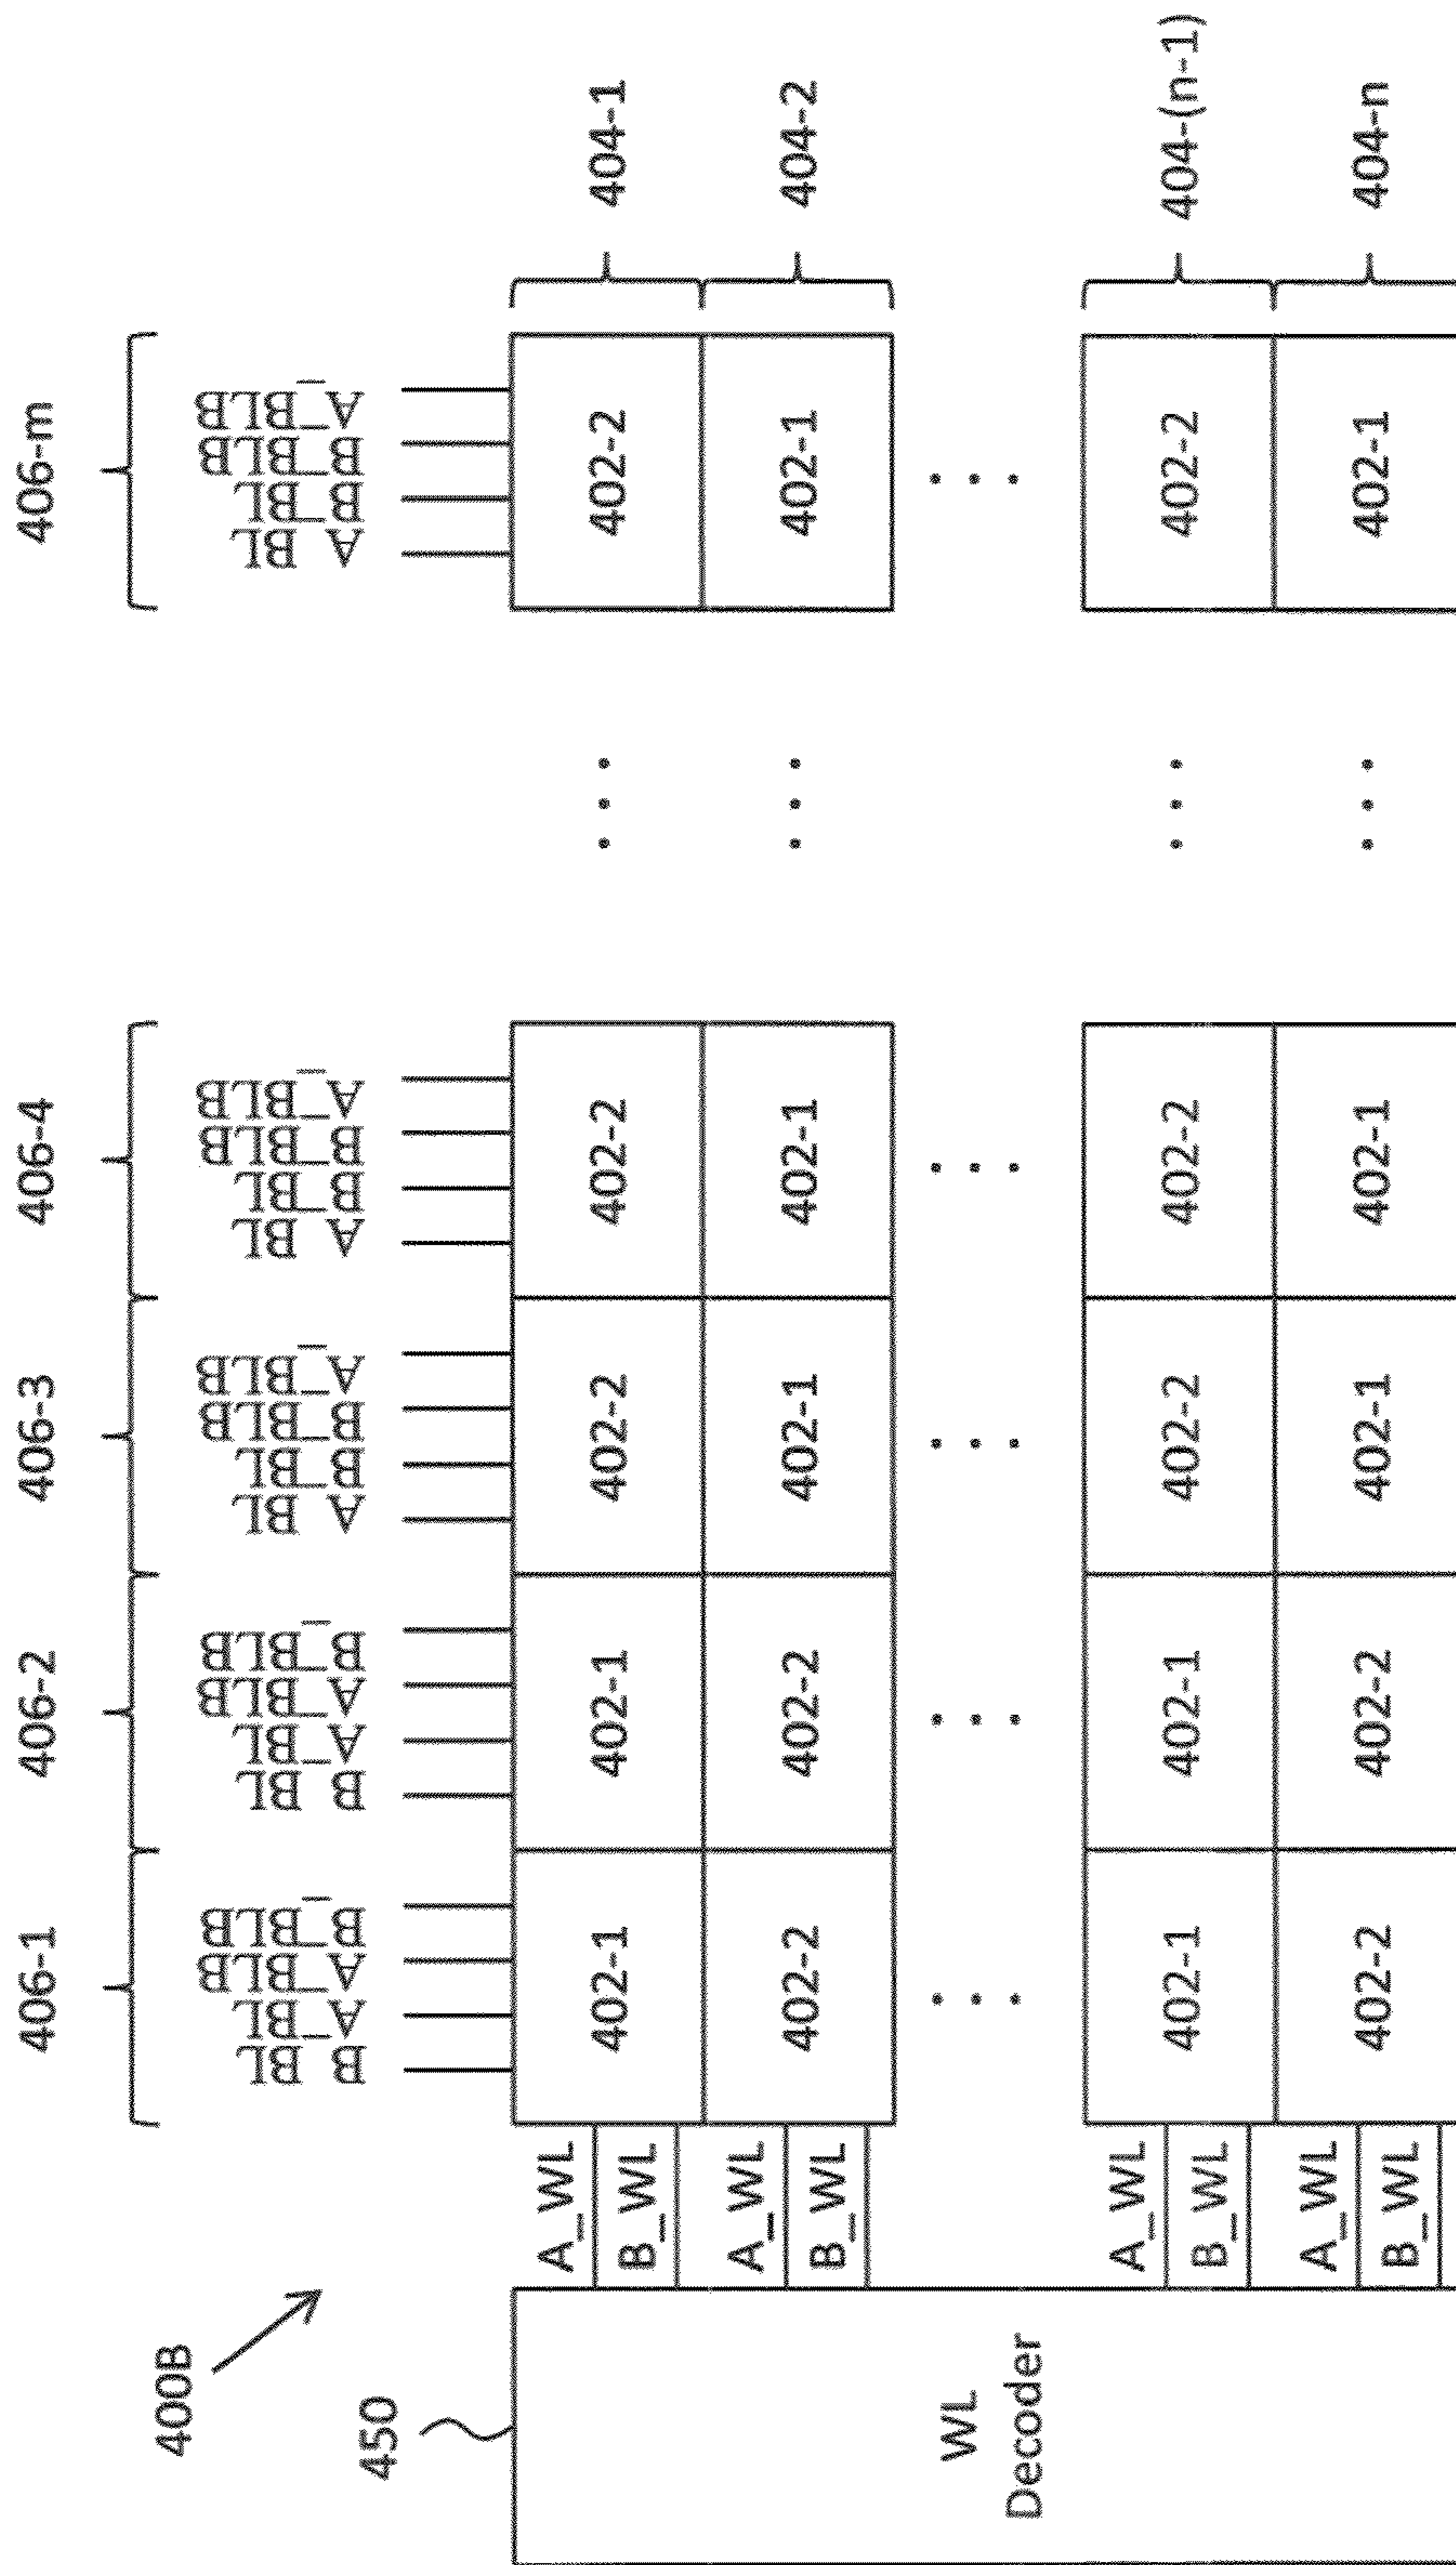 406-1 406-2 406-3 406-4 406-m
B_BL A_BL A_BLB B_BLB
B_BL A_BL A_BLB B_BLB
A_BL B_BL B_BLB A_BLB
A_BL B_BL B_BLB A_BLB
A_BL B_BL B_BLB A_BLB
400B
450
A_WL
B_WL
402-1 402-1 402-2 402-2 ... 402-2 404-1
A_WL
B_WL
402-2 402-2 402-1 402-1 ... 402-1 404-2
... ... ... ... ...
WL
Decoder
A_WL
B_WL
402-1 402-1 402-2 402-2 ... 402-2 404-(n-1)
A_WL
B_WL
402-2 402-2 402-1 402-1 ... 402-1 404-n